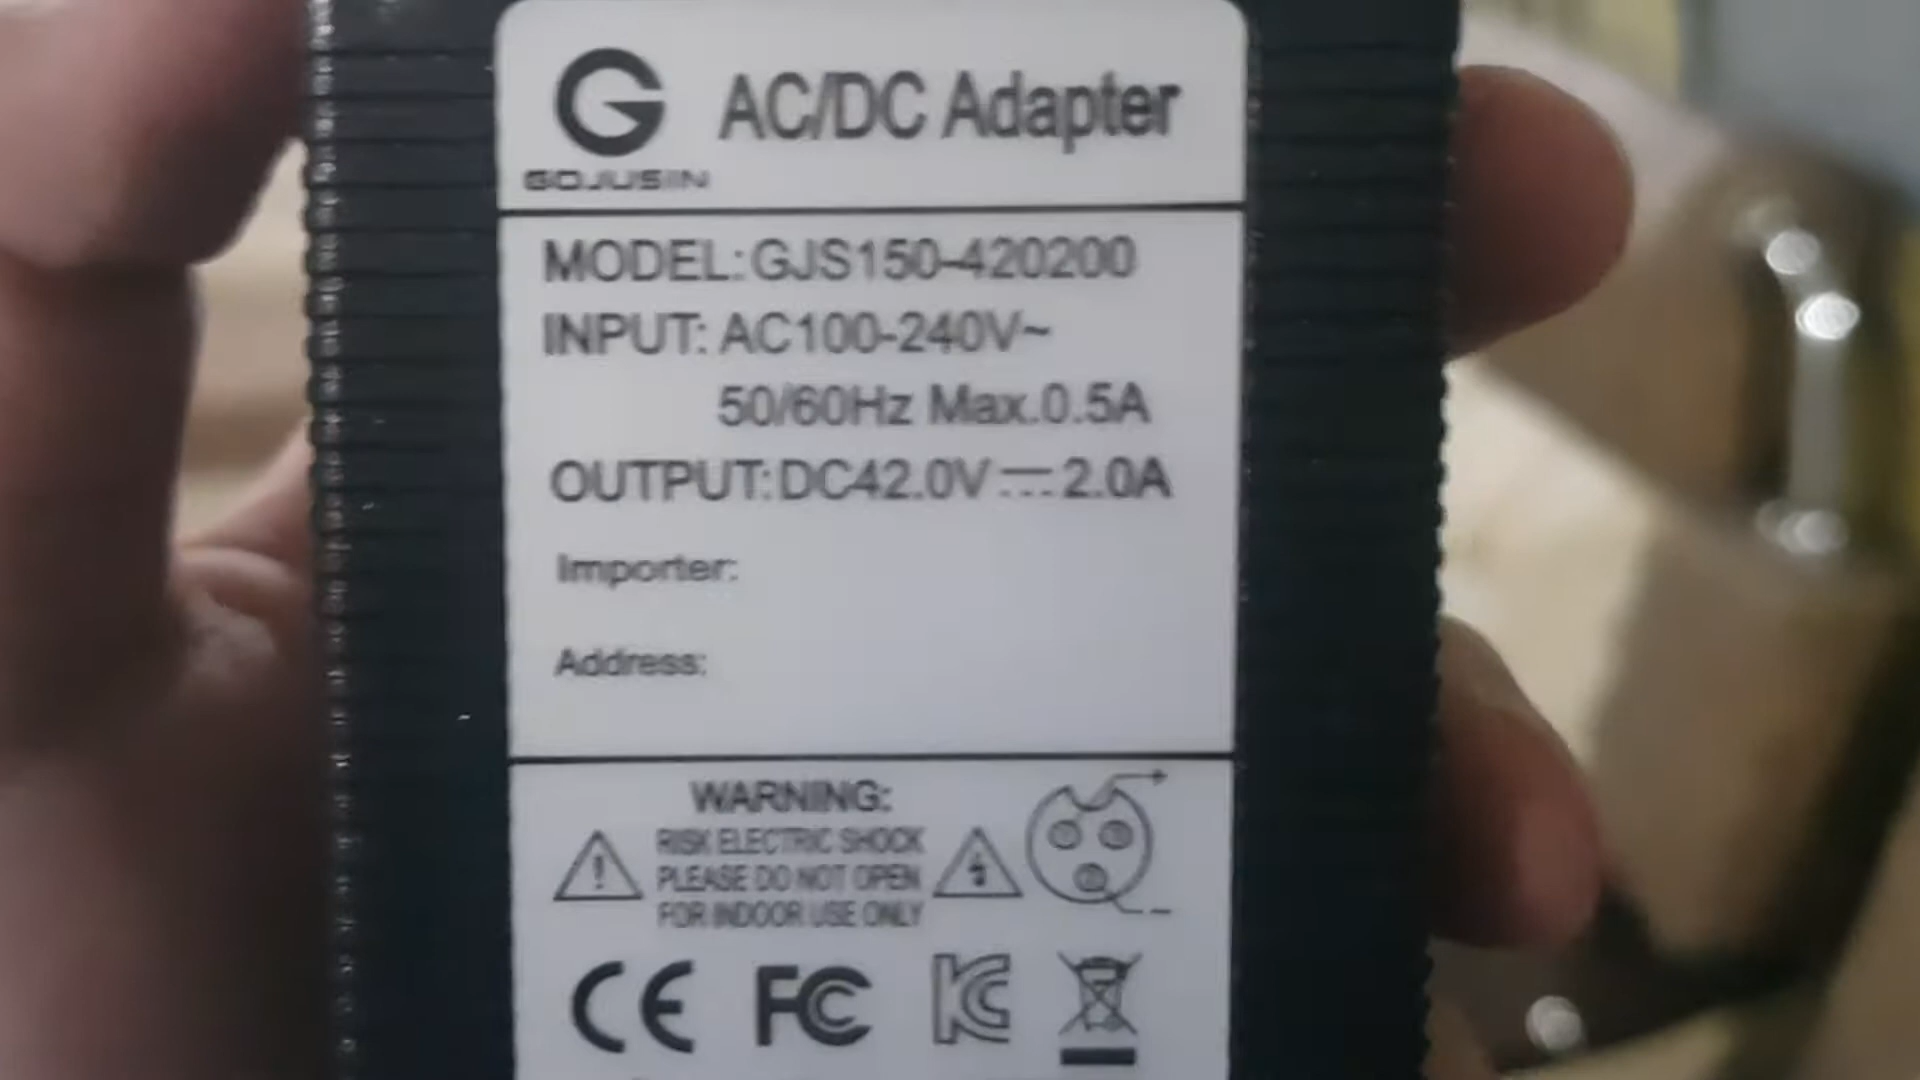 AC/DC Adapter
GOJUSIN
MODEL:GJS150-420200
INPUT: AC100-240V~
50/60Hz Max.0.5A
OUTPUT:DC42.0V⎓2.0A
Importer:
Address:
WARNING:
RISK ELECTRIC SHOCK
PLEASE DO NOT OPEN
FOR INDOOR USE ONLY
CE FC KC